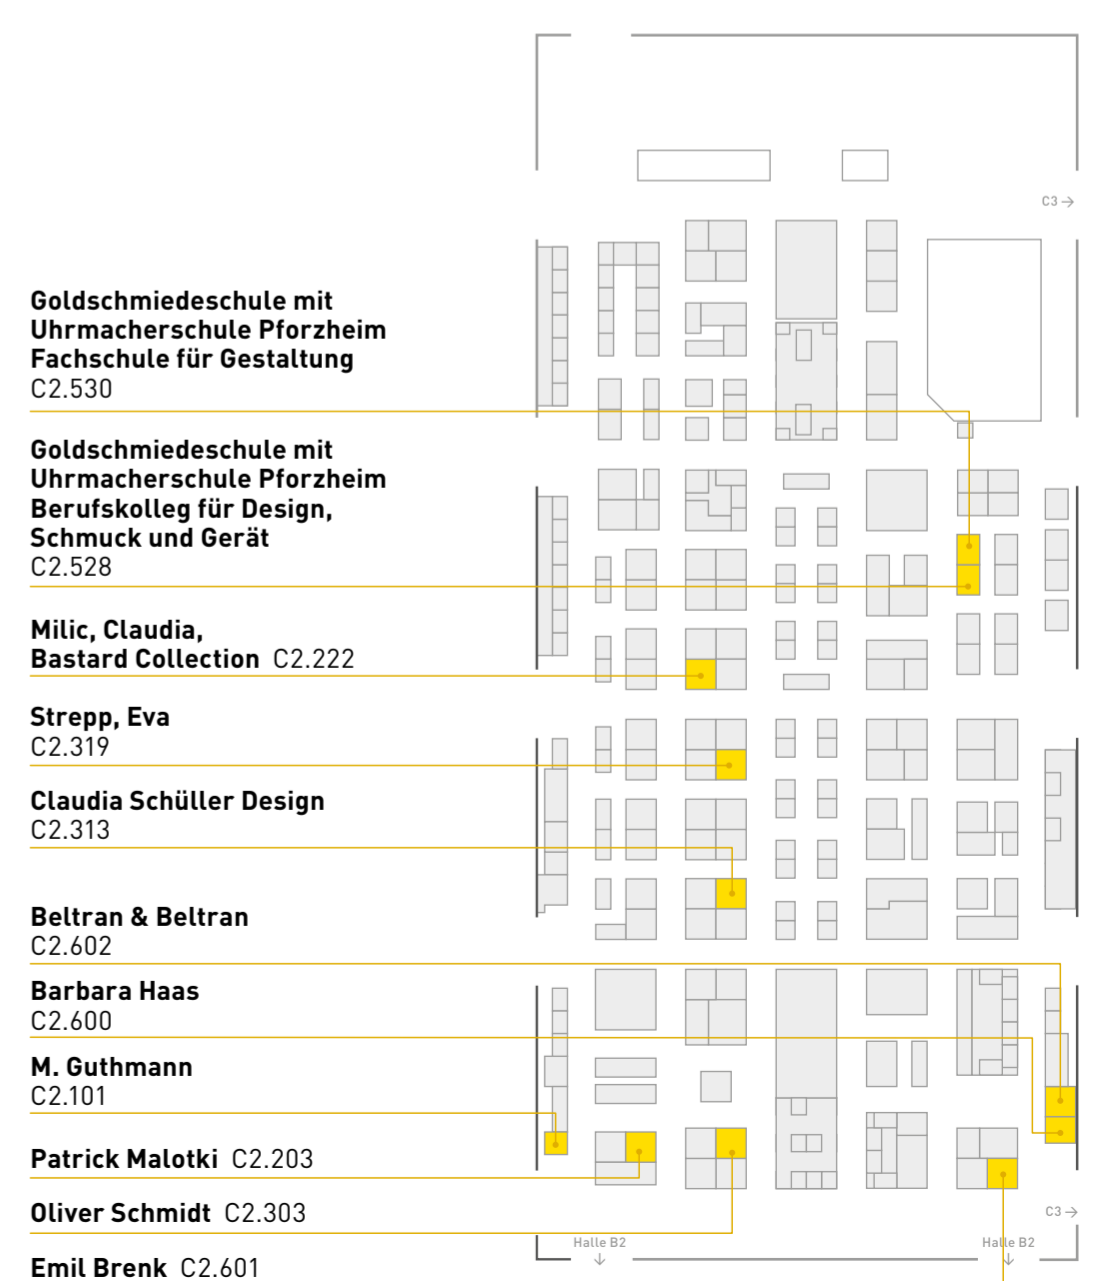 C3 →
Goldschmiedeschule mit
Uhrmacherschule Pforzheim
Fachschule für Gestaltung
C2.530
Goldschmiedeschule mit
Uhrmacherschule Pforzheim
Berufskolleg für Design,
Schmuck und Gerät
C2.528
Milic, Claudia,
Bastard Collection C2.222
Strepp, Eva
C2.319
Claudia Schüller Design
C2.313
Beltran & Beltran
C2.602
Barbara Haas
C2.600
M. Guthmann
C2.101
Patrick Malotki C2.203
Oliver Schmidt C2.303
C3 →
Halle B2
Halle B2
Emil Brenk C2.601